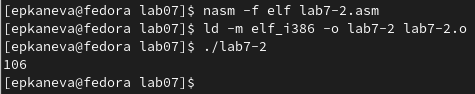 [epkaneva@fedora lab07]$ nasm -f elf lab7-2.asm
[epkaneva@fedora lab07]$ ld -m elf_i386 -o lab7-2 lab7-2.o
[epkaneva@fedora lab07]$ ./lab7-2
106
[epkaneva@fedora lab07]$